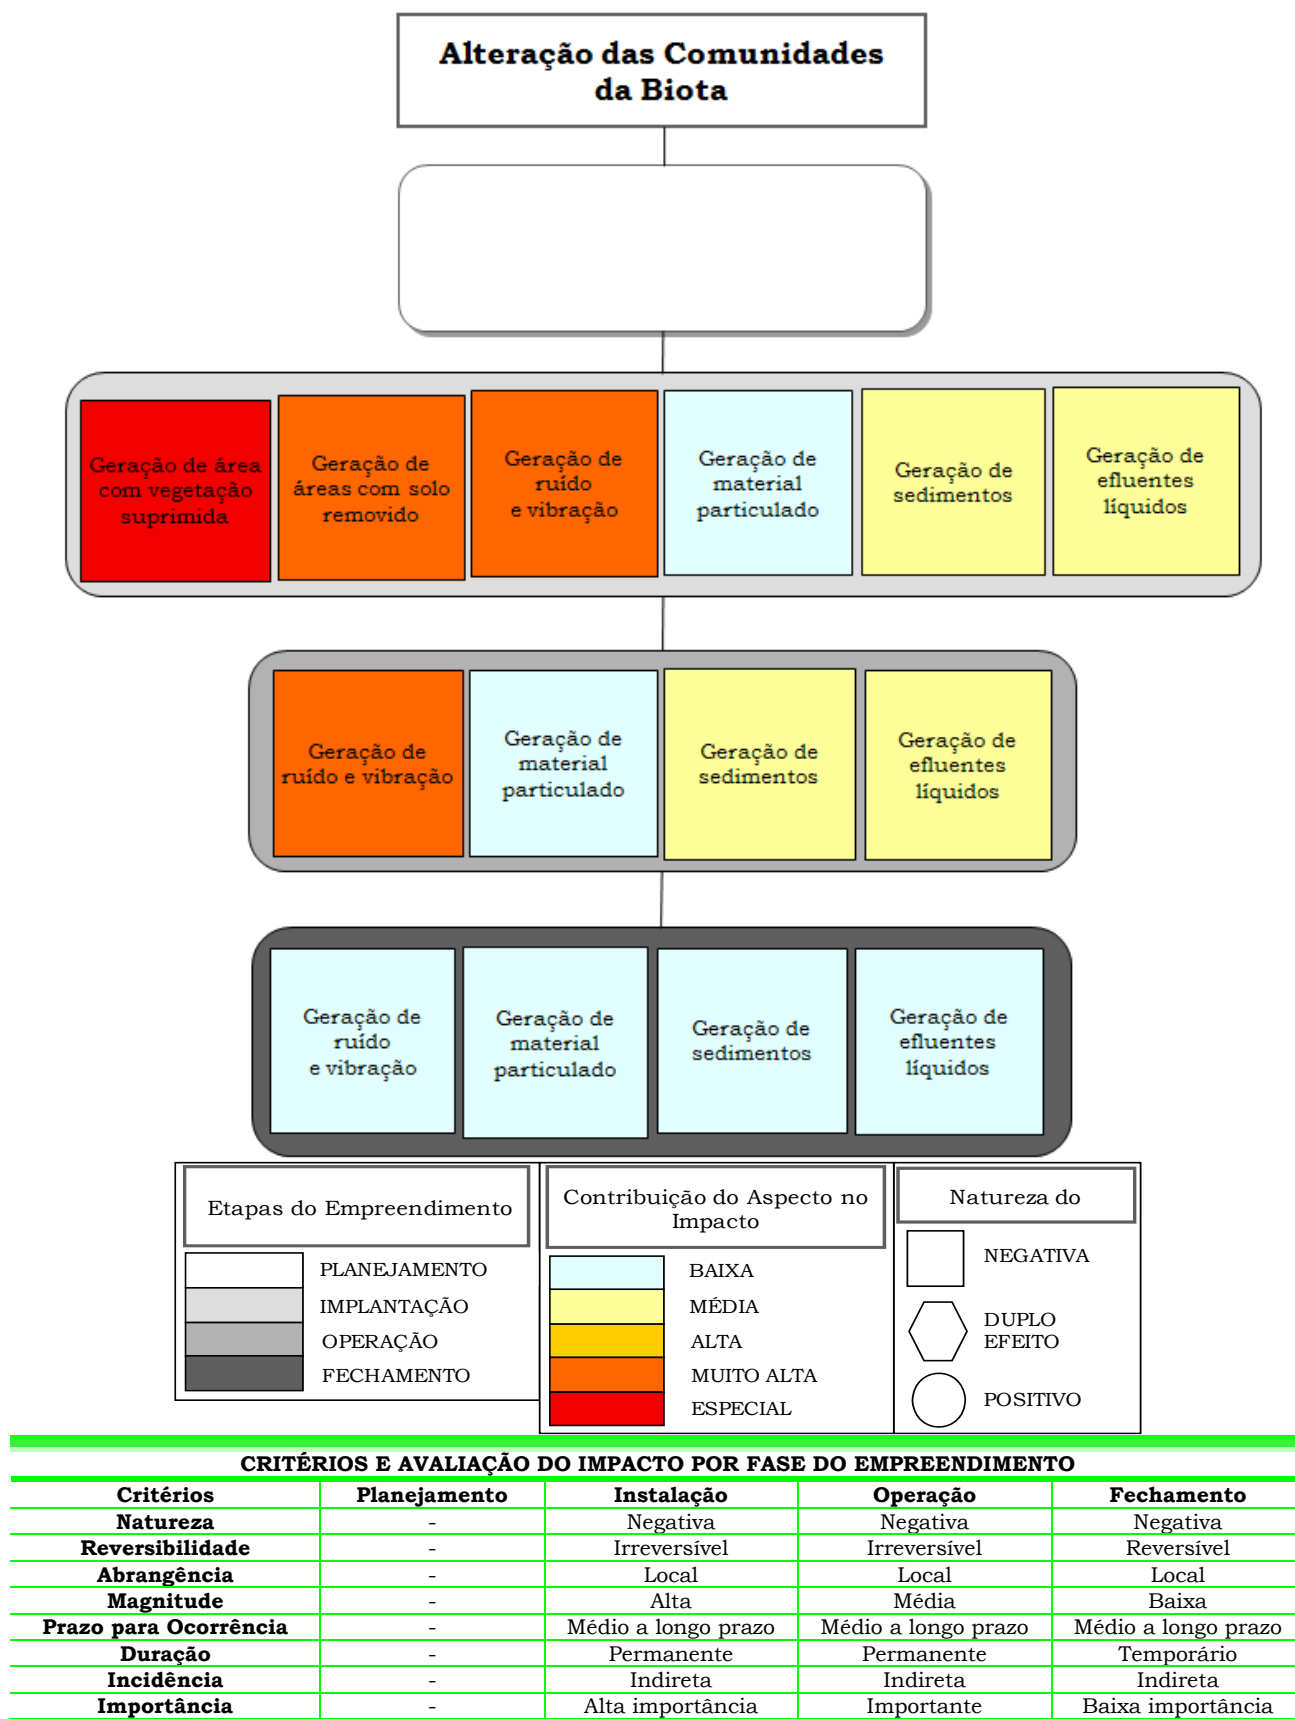 Alteração das Comunidades
da Biota
Geração de área
com vegetação
suprimida
Geração de
áreas com solo
removido
Geração de
ruído
e vibração
Geração de
material
particulado
Geração de
sedimentos
Geração de
efluentes
líquidos
Geração de
ruído e vibração
Geração de
material
particulado
Geração de
sedimentos
Geração de
efluentes
líquidos
Geração de
ruído
e vibração
Geração de
material
particulado
Geração de
sedimentos
Geração de
efluentes
líquidos
Etapas do Empreendimento
PLANEJAMENTO
IMPLANTAÇÃO
OPERAÇÃO
FECHAMENTO
Contribuição do Aspecto no
Impacto
BAIXA
MÉDIA
ALTA
MUITO ALTA
ESPECIAL
Natureza do
NEGATIVA
DUPLO
EFEITO
POSITIVO
CRITÉRIOS E AVALIAÇÃO DO IMPACTO POR FASE DO EMPREENDIMENTO
Critérios Planejamento Instalação Operação Fechamento
Natureza - Negativa Negativa Negativa
Reversibilidade - Irreversível Irreversível Reversível
Abrangência - Local Local Local
Magnitude - Alta Média Baixa
Prazo para Ocorrência - Médio a longo prazo Médio a longo prazo Médio a longo prazo
Duração - Permanente Permanente Temporário
Incidência - Indireta Indireta Indireta
Importância - Alta importância Importante Baixa importância